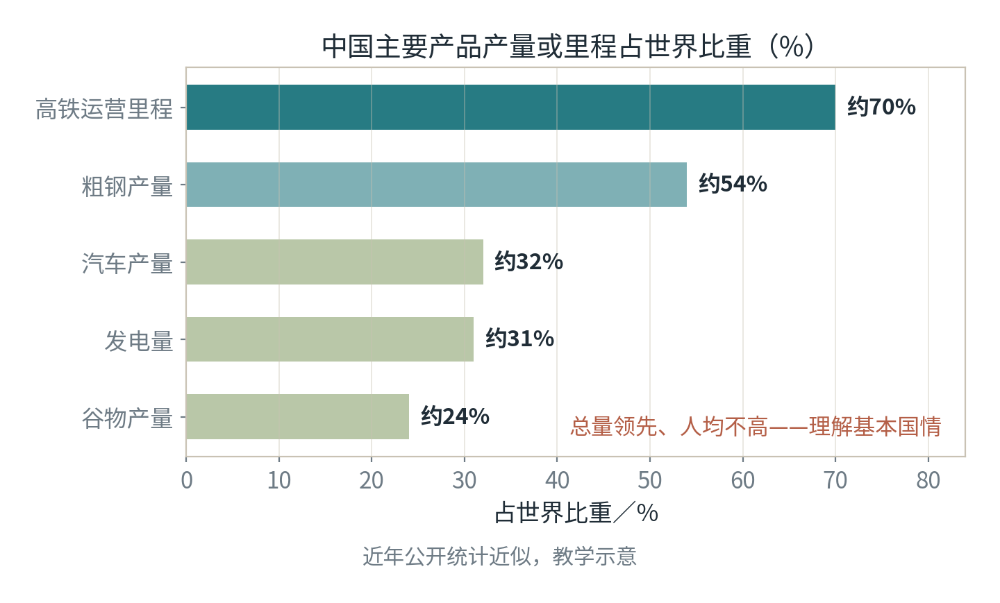 中国主要产品产量或里程占世界比重（%）
高铁运营里程
约70%
粗钢产量
约54%
汽车产量
约32%
发电量
约31%
谷物产量
约24%
总量领先、人均不高——理解基本国情
0 10 20 30 40 50 60 70 80
占世界比重／%
近年公开统计近似，教学示意